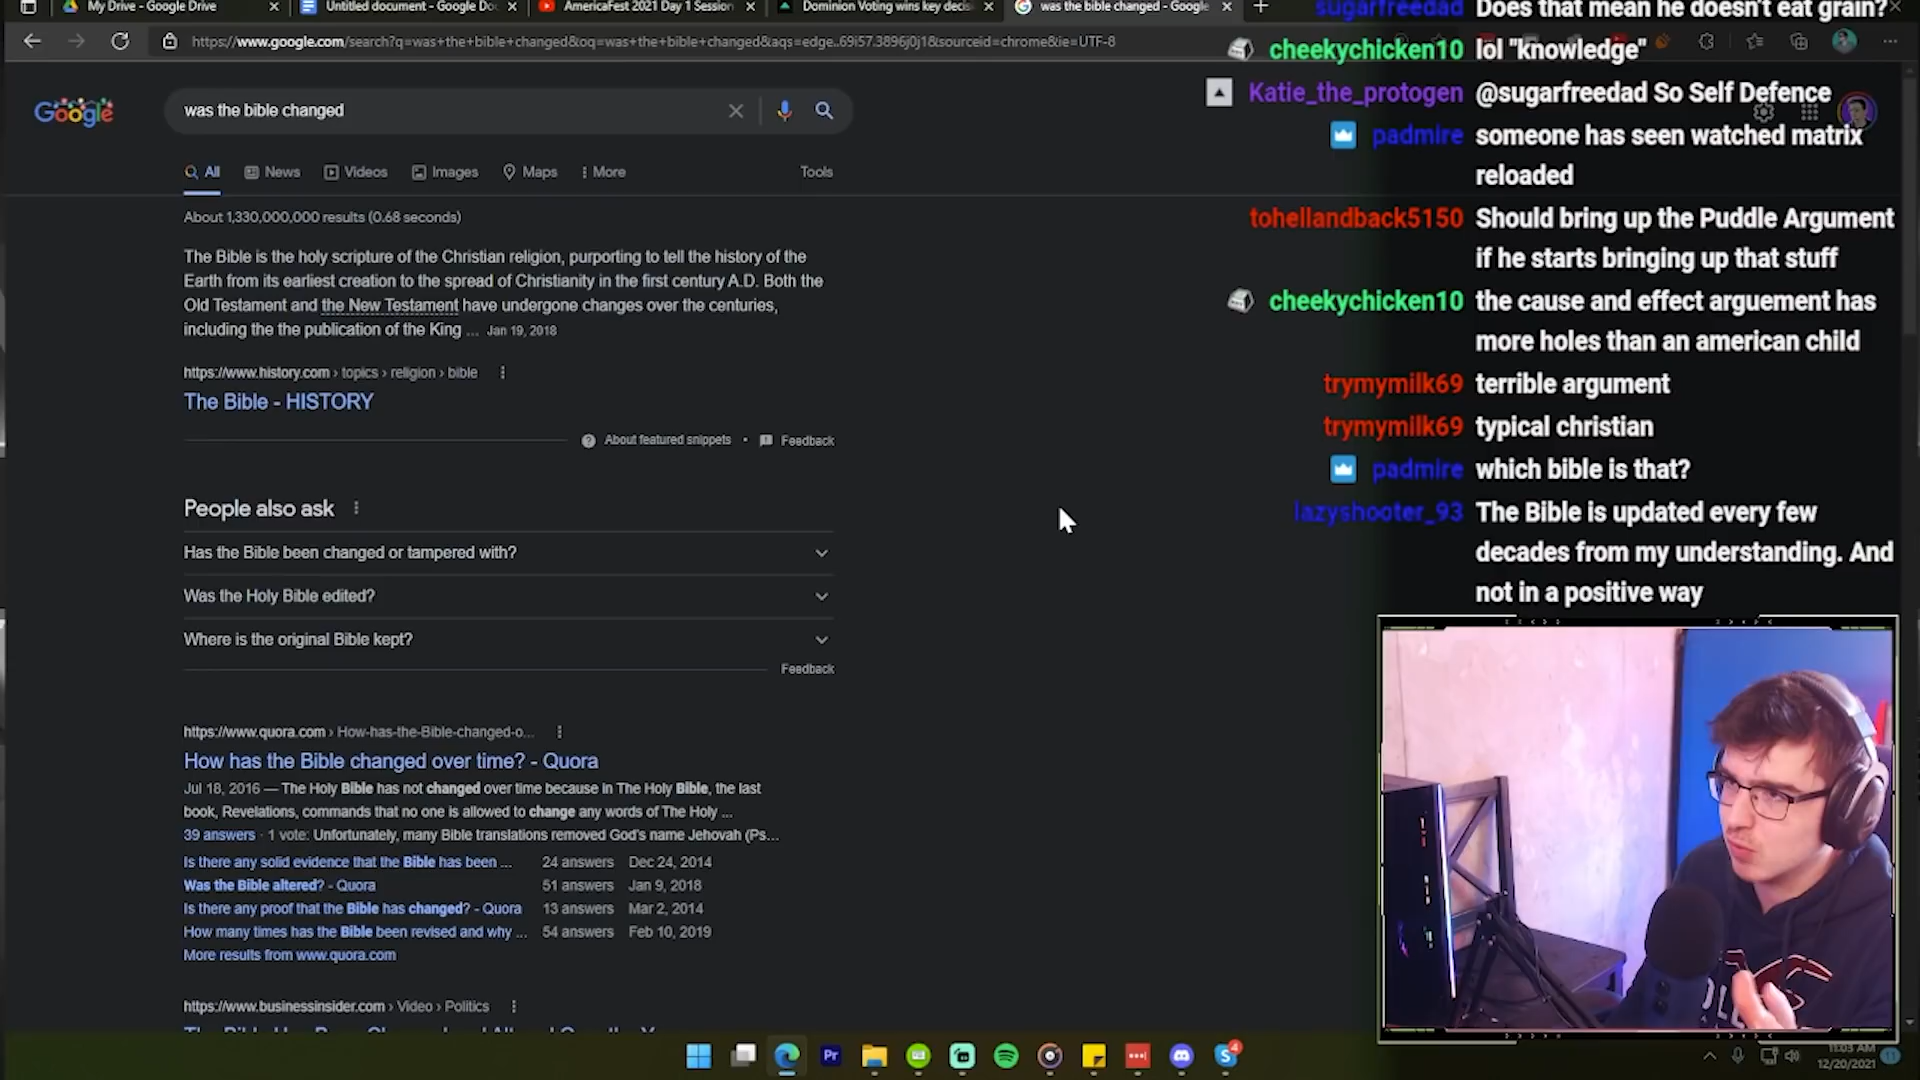 My Drive - Google Drive
Untitled document - Google Do
AmericaFest 2021 Day 1 Session
Dominion Voting wins key decis
was the bible changed - Google
https://www.google.com/search?q=was+the+bible+changed&oq=was+the+bible+changed&aqs=edge..69i57.3896j0j1&sourceid=chrome&ie=UTF-8
Google
was the bible changed
All
News
Videos
Images
Maps
More
Tools
About 1,330,000,000 results (0.68 seconds)
The Bible is the holy scripture of the Christian religion, purporting to tell the history of the
Earth from its earliest creation to the spread of Christianity in the first century A.D. Both the
Old Testament and the New Testament have undergone changes over the centuries,
including the the publication of the King ... Jan 19, 2018
https://www.history.com › topics › religion › bible
The Bible - HISTORY
About featured snippets • Feedback
People also ask
Has the Bible been changed or tampered with?
Was the Holy Bible edited?
Where is the original Bible kept?
Feedback
https://www.quora.com › How-has-the-Bible-changed-o...
How has the Bible changed over time? - Quora
Jul 18, 2016 — The Holy Bible has not changed over time because in The Holy Bible, the last
book, Revelations, commands that no one is allowed to change any words of The Holy ...
39 answers · 1 vote: Unfortunately, many Bible translations removed God's name Jehovah (Ps...
Is there any solid evidence that the Bible has been ... 24 answers Dec 24, 2014
Was the Bible altered? - Quora 51 answers Jan 9, 2018
Is there any proof that the Bible has changed? - Quora 13 answers Mar 2, 2014
How many times has the Bible been revised and why ... 54 answers Feb 10, 2019
More results from www.quora.com
https://www.businessinsider.com › Video › Politics
sugarfreedad Does that mean he doesn't eat grain?
cheekychicken10 lol "knowledge"
Katie_the_protogen @sugarfreedad So Self Defence
padmire someone has seen watched matrix
reloaded
tohellandback5150 Should bring up the Puddle Argument
if he starts bringing up that stuff
cheekychicken10 the cause and effect arguement has
more holes than an american child
trymymilk69 terrible argument
trymymilk69 typical christian
padmire which bible is that?
lazyshooter_93 The Bible is updated every few
decades from my understanding. And
not in a positive way
Pr
4
11:03 AM
12/20/2021